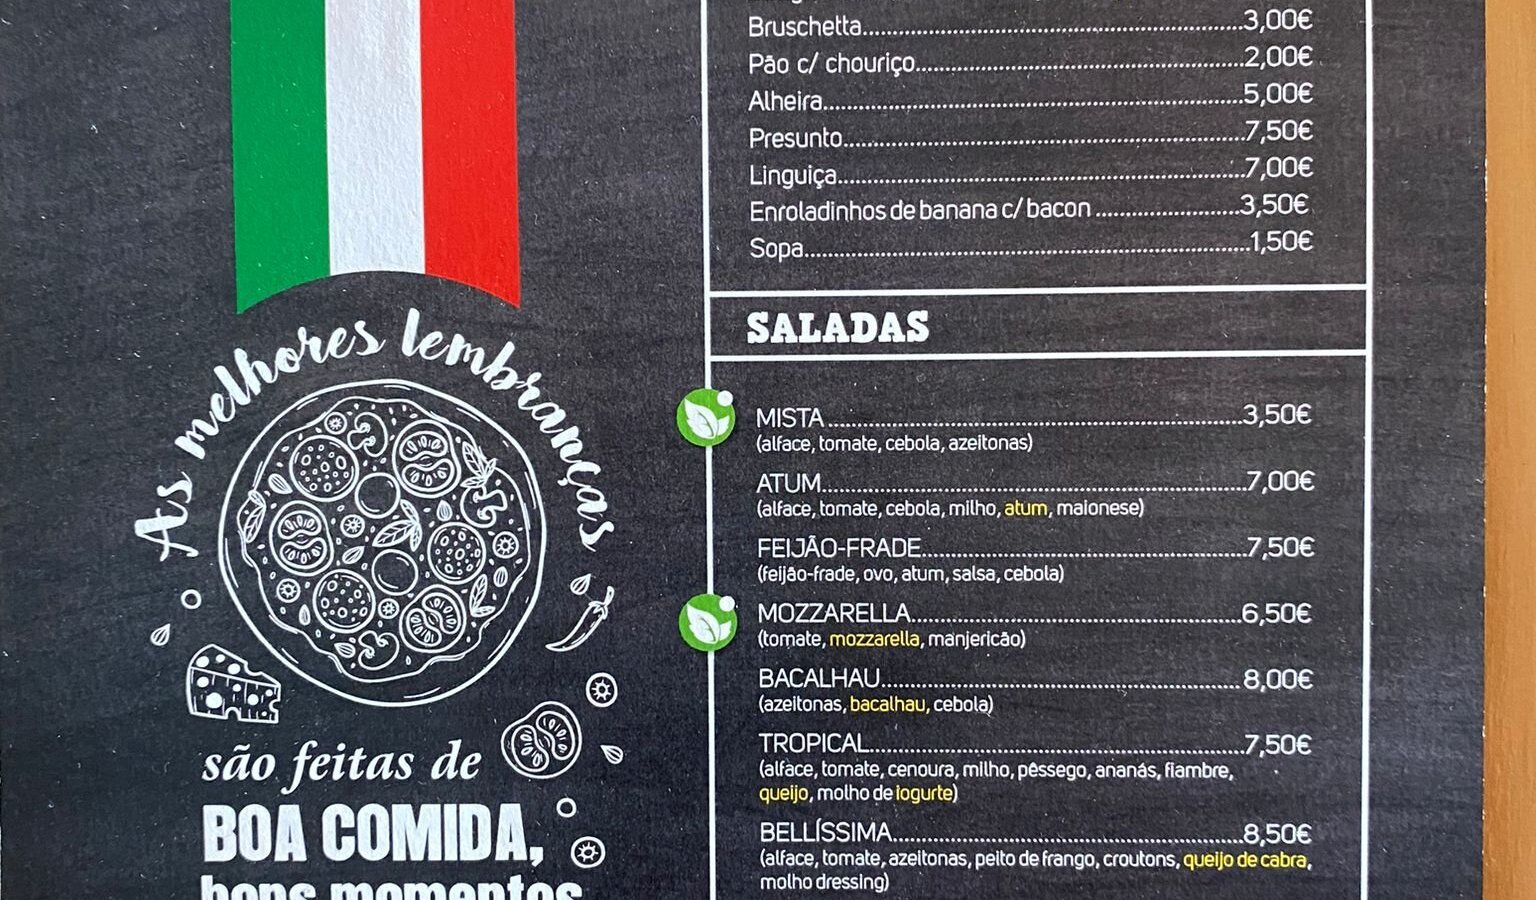 As melhores lembranças
são feitas de
BOA COMIDA,
bons momentos
Bruschetta 3,00€
Pão c/ chouriço 2,00€
Alheira 5,00€
Presunto 7,50€
Linguiça 7,00€
Enroladinhos de banana c/ bacon 3,50€
Sopa 1,50€
SALADAS
MISTA 3,50€
(alface, tomate, cebola, azeitonas)
ATUM 7,00€
(alface, tomate, cebola, milho, atum, maionese)
FEIJÃO-FRADE 7,50€
(feijão-frade, ovo, atum, salsa, cebola)
MOZZARELLA 6,50€
(tomate, mozzarella, manjericão)
BACALHAU 8,00€
(azeitonas, bacalhau, cebola)
TROPICAL 7,50€
(alface, tomate, cenoura, milho, pêssego, ananás, fiambre,
queijo, molho de iogurte)
BELLÍSSIMA 8,50€
(alface, tomate, azeitonas, peito de frango, croutons, queijo de cabra,
molho dressing)